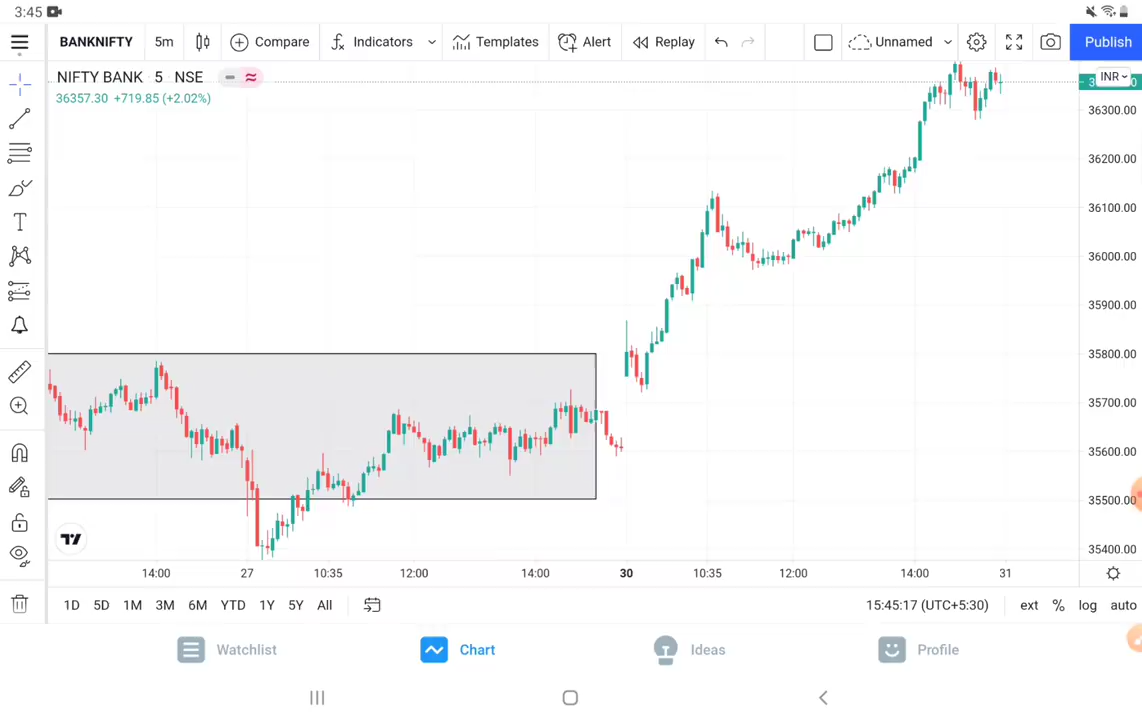 3:45
BANKNIFTY 5m Compare Indicators Templates Alert Replay Unnamed Publish
NIFTY BANK 5 NSE
INR
36357.30 +719.85 (+2.02%)
36300.00
36200.00
36100.00
36000.00
35900.00
35800.00
35700.00
35600.00
35500.00
35400.00
14:00 27 10:35 12:00 14:00 30 10:35 12:00 14:00 31
1D 5D 1M 3M 6M YTD 1Y 5Y All 15:45:17 (UTC+5:30) ext % log auto
Watchlist Chart Ideas Profile